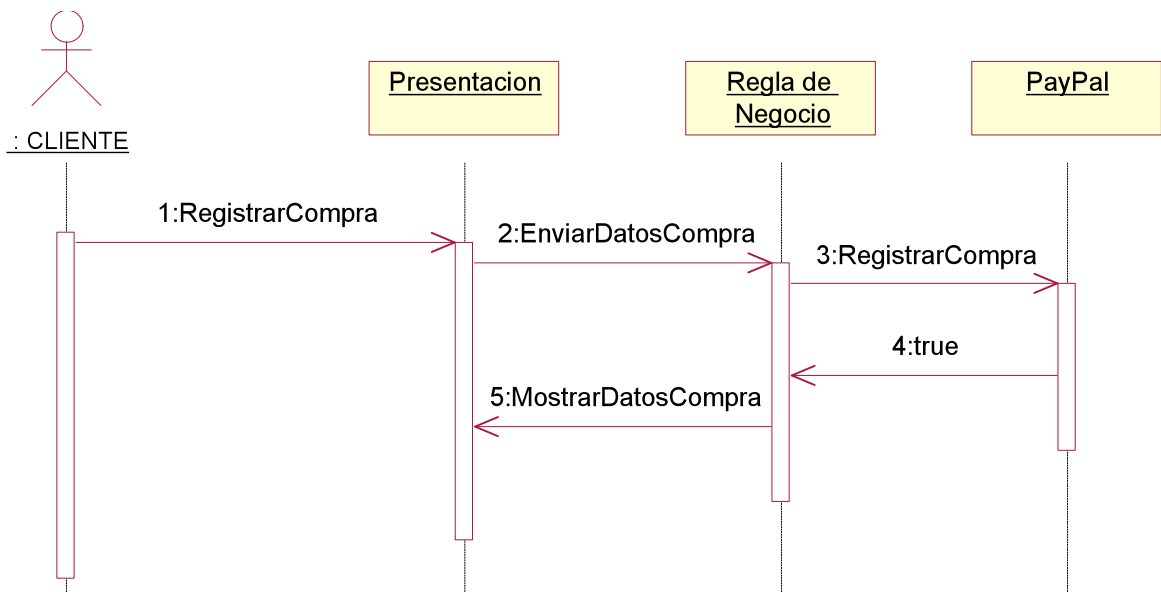 Presentacion
Regla de
Negocio
PayPal
: CLIENTE
1:RegistrarCompra
2:EnviarDatosCompra
3:RegistrarCompra
4:true
5:MostrarDatosCompra